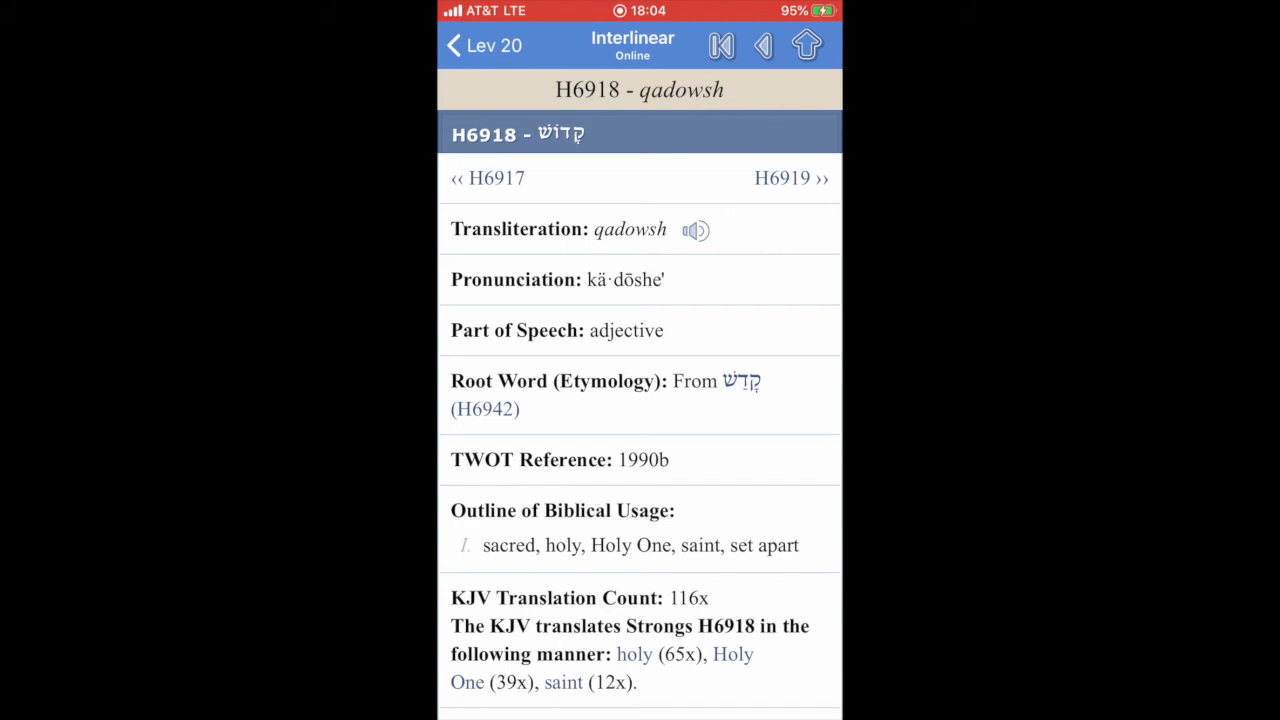 AT&T LTE 18:04 95%
Lev 20 Interlinear
Online
H6918 - qadowsh
H6918 - קָדוֹשׁ
‹‹ H6917 H6919 ››
Transliteration: qadowsh
Pronunciation: kä·dōshe'
Part of Speech: adjective
Root Word (Etymology): From קָדַשׁ
(H6942)
TWOT Reference: 1990b
Outline of Biblical Usage:
I. sacred, holy, Holy One, saint, set apart
KJV Translation Count: 116x
The KJV translates Strongs H6918 in the
following manner: holy (65x), Holy
One (39x), saint (12x).